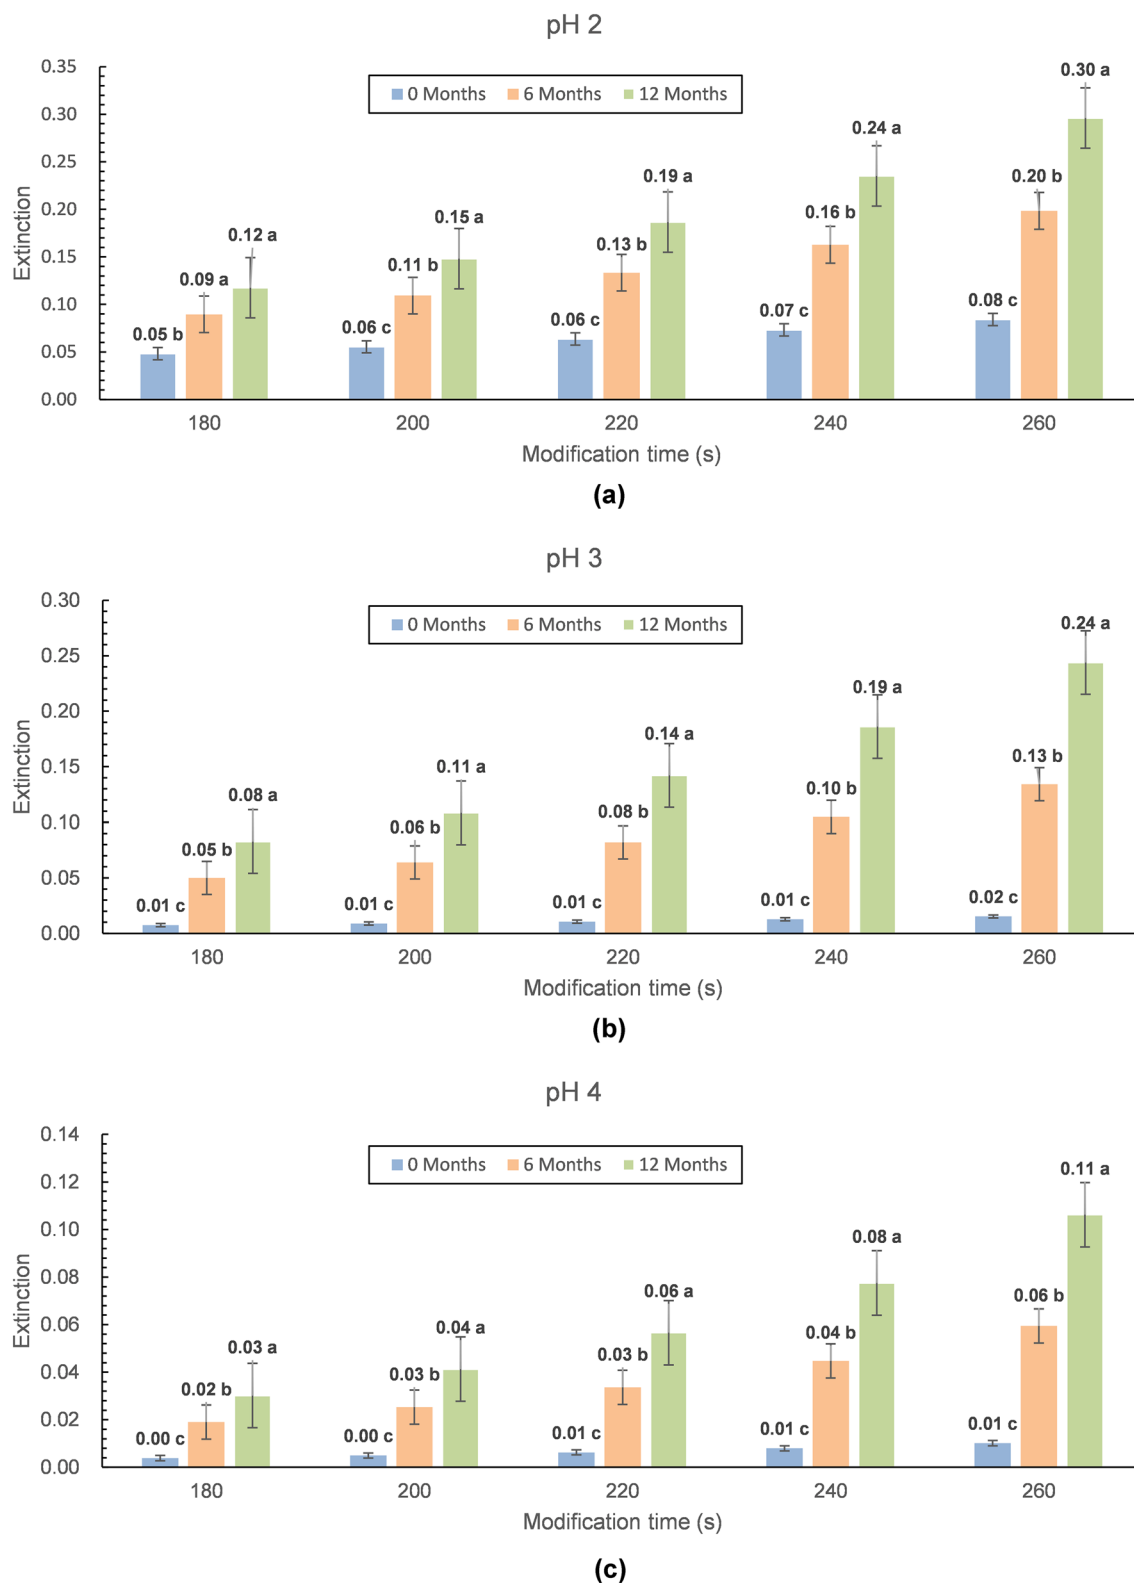 pH 2
0.35
0.30
0.25
0.20
0.15
0.10
0.05
0.00
Extinction
0 Months 6 Months 12 Months
0.05 b 0.09 a 0.12 a
0.06 c 0.11 b 0.15 a
0.06 c 0.13 b 0.19 a
0.07 c 0.16 b 0.24 a
0.08 c 0.20 b 0.30 a
180 200 220 240 260
Modification time (s)
(a)
pH 3
0.30
0.25
0.20
0.15
0.10
0.05
0.00
Extinction
0 Months 6 Months 12 Months
0.01 c 0.05 b 0.08 a
0.01 c 0.06 b 0.11 a
0.01 c 0.08 b 0.14 a
0.01 c 0.10 b 0.19 a
0.02 c 0.13 b 0.24 a
180 200 220 240 260
Modification time (s)
(b)
pH 4
0.14
0.12
0.10
0.08
0.06
0.04
0.02
0.00
Extinction
0 Months 6 Months 12 Months
0.00 c 0.02 b 0.03 a
0.00 c 0.03 b 0.04 a
0.01 c 0.03 b 0.06 a
0.01 c 0.04 b 0.08 a
0.01 c 0.06 b 0.11 a
180 200 220 240 260
Modification time (s)
(c)